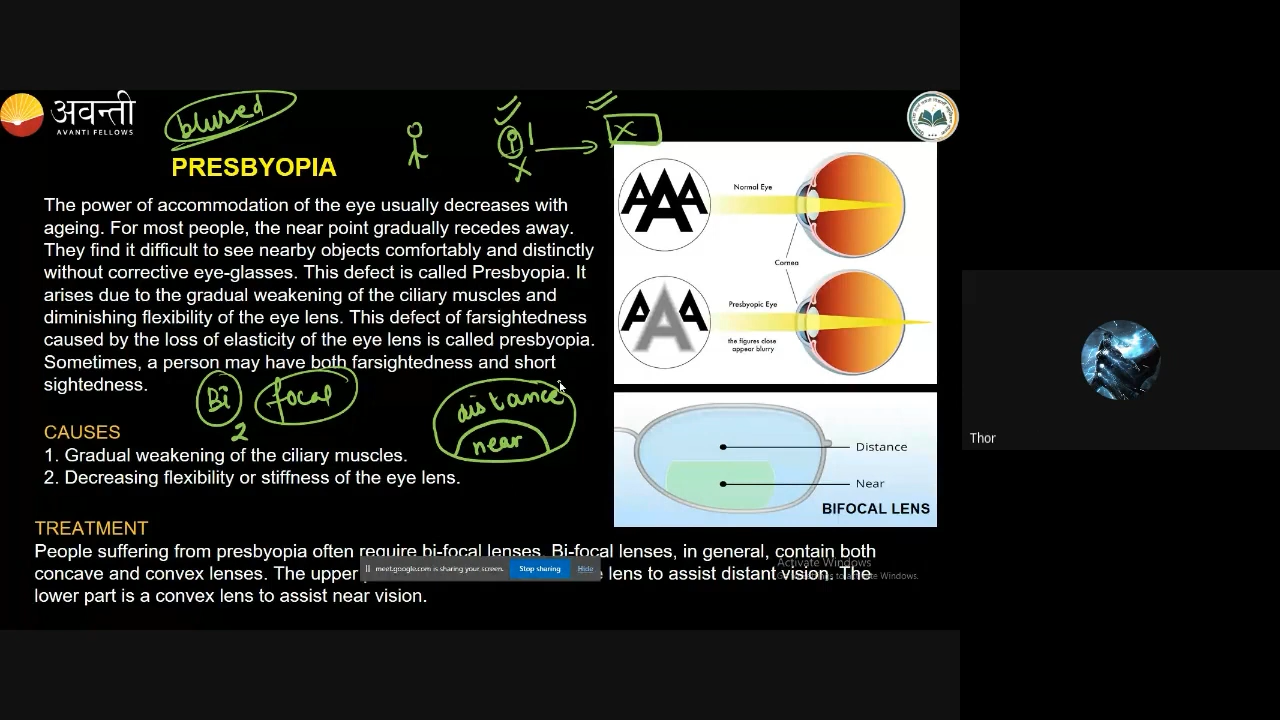 अवन्ती
AVANTI FELLOWS
blured
PRESBYOPIA
The power of accommodation of the eye usually decreases with
ageing. For most people, the near point gradually recedes away.
They find it difficult to see nearby objects comfortably and distinctly
without corrective eye-glasses. This defect is called Presbyopia. It
arises due to the gradual weakening of the ciliary muscles and
diminishing flexibility of the eye lens. This defect of farsightedness
caused by the loss of elasticity of the eye lens is called presbyopia.
Sometimes, a person may have both farsightedness and short
sightedness.
Bi focal
2
distance
near
CAUSES
1. Gradual weakening of the ciliary muscles.
2. Decreasing flexibility or stiffness of the eye lens.
TREATMENT
People suffering from presbyopia often require bi-focal lenses. Bi-focal lenses, in general, contain both
concave and convex lenses. The upper lens to assist distant vision. The
lower part is a convex lens to assist near vision.
meet.google.com is sharing your screen. Stop sharing Hide
X
X
AAA
Normal Eye
Cornea
AAA
Presbyopic Eye
the figures close
appear blurry
Distance
Near
BIFOCAL LENS
Activate Windows
Thor